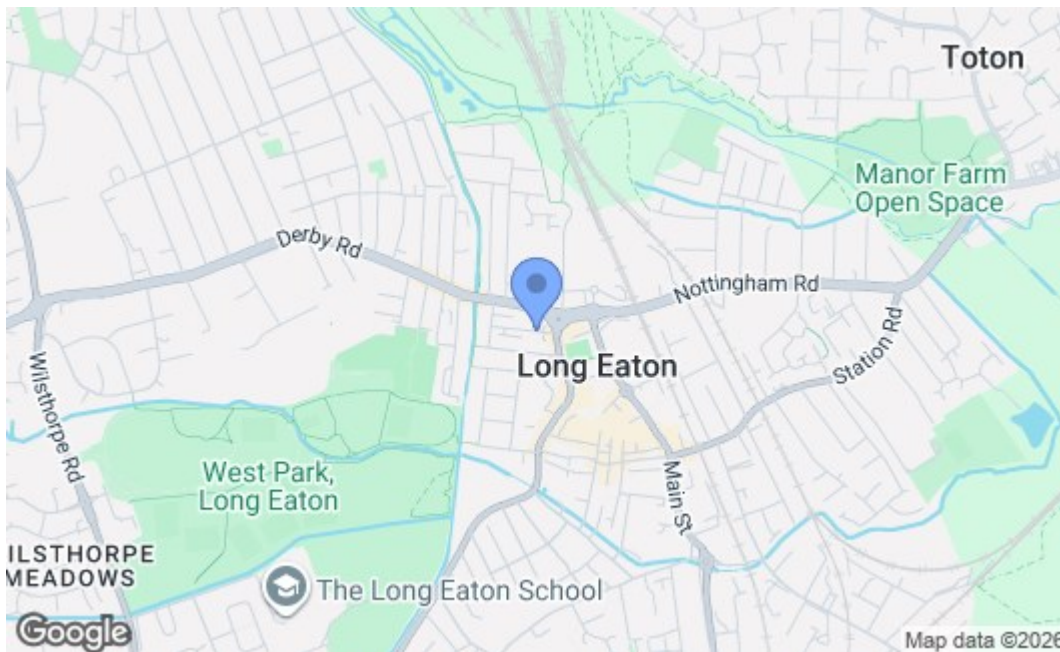 Toton
Manor Farm
Open Space
Derby Rd
Nottingham Rd
Long Eaton
Station Rd
Wilsthorpe Rd
West Park,
Long Eaton
Main St
ILSTHORPE
MEADOWS
The Long Eaton School
Google
Map data ©2026